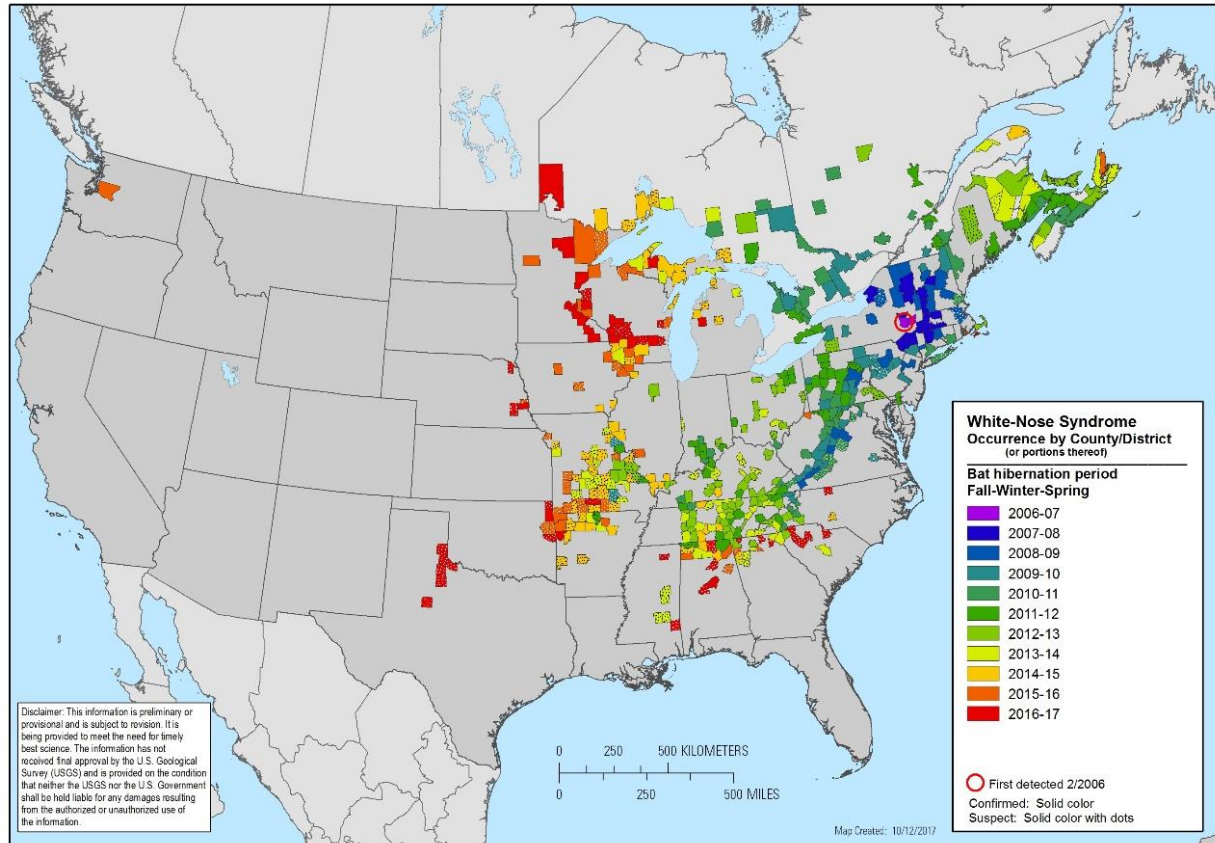 White-Nose Syndrome
Occurrence by County/District
(or portions thereof)
Bat hibernation period
Fall-Winter-Spring
2006-07
2007-08
2008-09
2009-10
2010-11
2011-12
2012-13
2013-14
2014-15
2015-16
2016-17
First detected 2/2006
Confirmed: Solid color
Suspect: Solid color with dots
Disclaimer: This information is preliminary or
provisional and is subject to revision. It is
being provided to meet the need for timely
best science. The information has not
received final approval by the U.S. Geological
Survey (USGS) and is provided on the condition
that neither the USGS nor the U.S. Government
shall be held liable for any damages resulting
from the authorized or unauthorized use of
the information.
0 250 500 KILOMETERS
0 250 500 MILES
Map Created: 10/12/2017